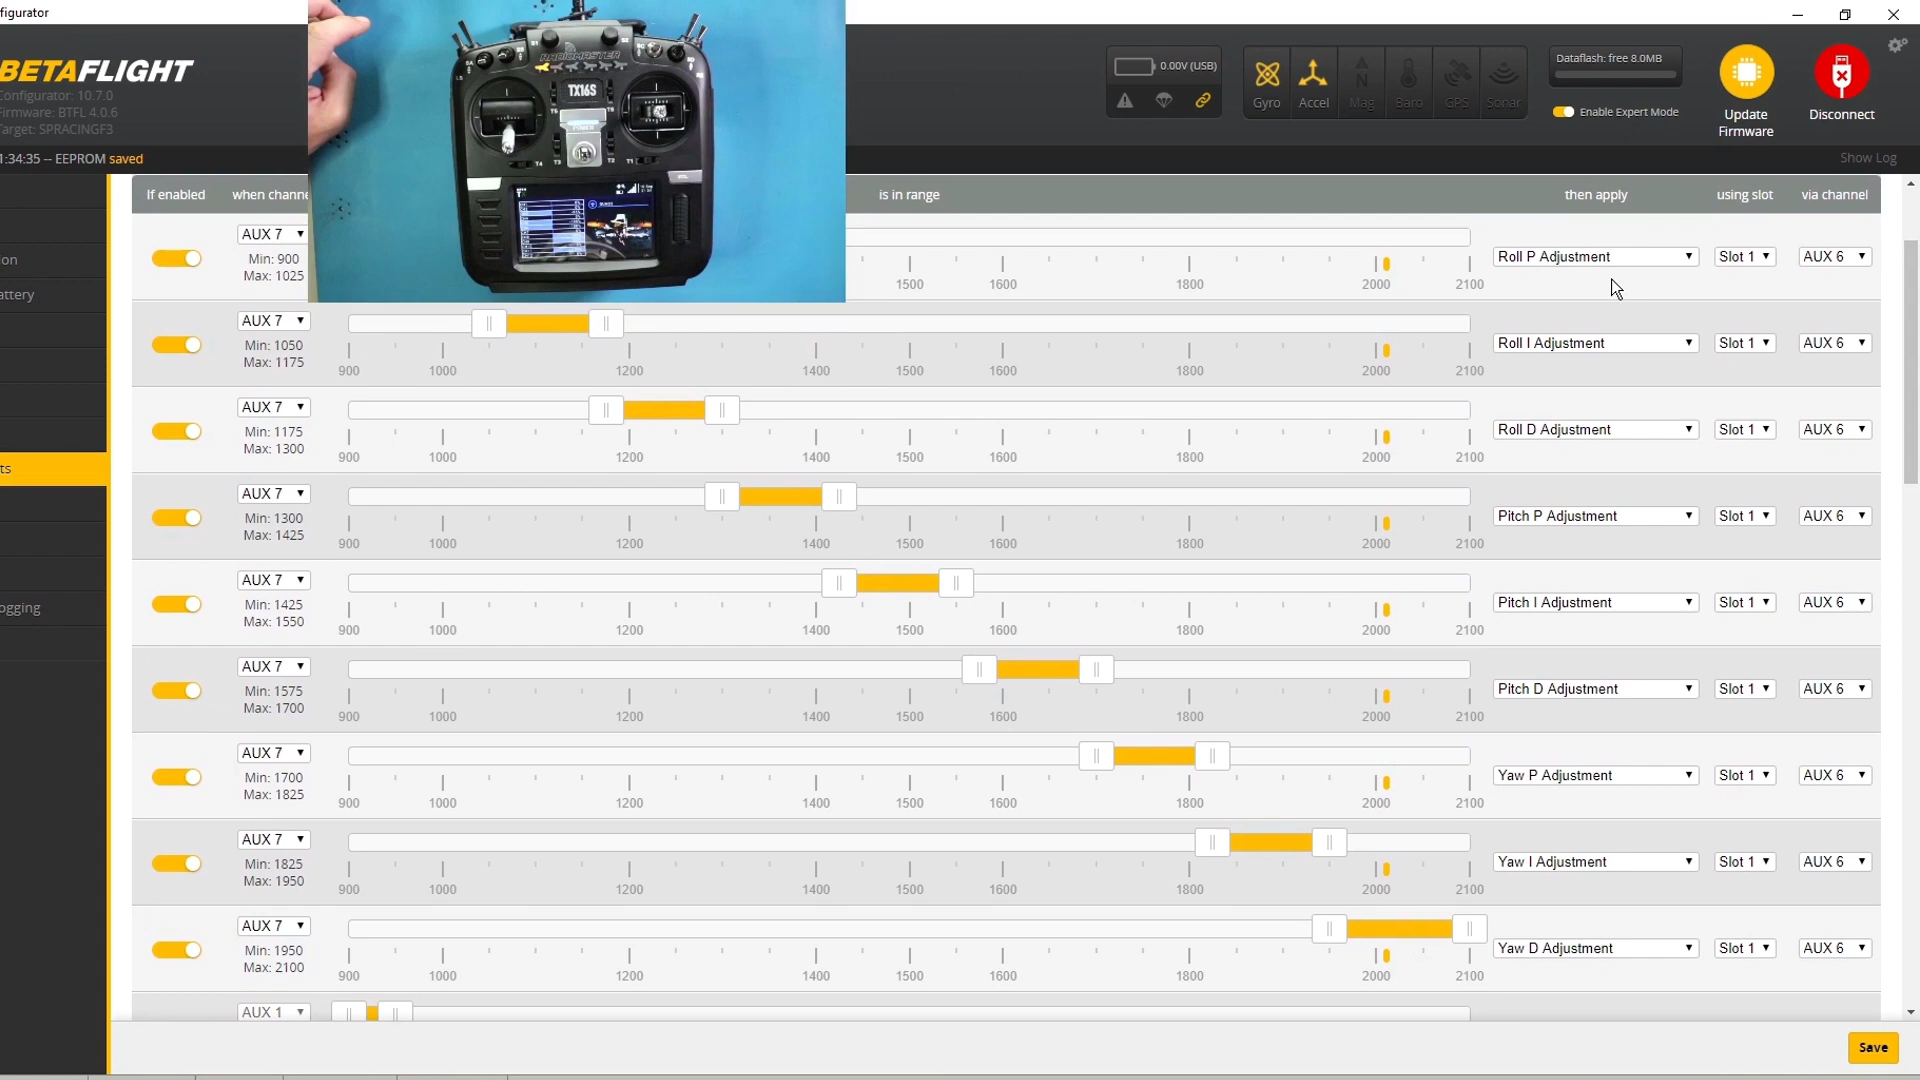 figurator
BETAFLIGHT
Configurator: 10.7.0
Firmware: BTFL 4.0.6
Target: SPRACINGF3
1:34:35 -- EEPROM saved
RADIOMASTER
TX16S
0.00V (USB)
Gyro
Accel
Mag
Baro
GPS
Sonar
Dataflash: free 8.0MB
Enable Expert Mode
Update
Firmware
Disconnect
Show Log
on
attery
ts
ogging
If enabled
when channe
is in range
then apply
using slot
via channel
AUX 7
Min: 900
Max: 1025
1500 1600 1800 2000 2100
Roll P Adjustment
Slot 1
AUX 6
AUX 7
Min: 1050
Max: 1175
900 1000 1200 1400 1500 1600 1800 2000 2100
Roll I Adjustment
Slot 1
AUX 6
AUX 7
Min: 1175
Max: 1300
900 1000 1200 1400 1500 1600 1800 2000 2100
Roll D Adjustment
Slot 1
AUX 6
AUX 7
Min: 1300
Max: 1425
900 1000 1200 1400 1500 1600 1800 2000 2100
Pitch P Adjustment
Slot 1
AUX 6
AUX 7
Min: 1425
Max: 1550
900 1000 1200 1400 1500 1600 1800 2000 2100
Pitch I Adjustment
Slot 1
AUX 6
AUX 7
Min: 1575
Max: 1700
900 1000 1200 1400 1500 1600 1800 2000 2100
Pitch D Adjustment
Slot 1
AUX 6
AUX 7
Min: 1700
Max: 1825
900 1000 1200 1400 1500 1600 1800 2000 2100
Yaw P Adjustment
Slot 1
AUX 6
AUX 7
Min: 1825
Max: 1950
900 1000 1200 1400 1500 1600 1800 2000 2100
Yaw I Adjustment
Slot 1
AUX 6
AUX 7
Min: 1950
Max: 2100
900 1000 1200 1400 1500 1600 1800 2000 2100
Yaw D Adjustment
Slot 1
AUX 6
AUX 1
Save